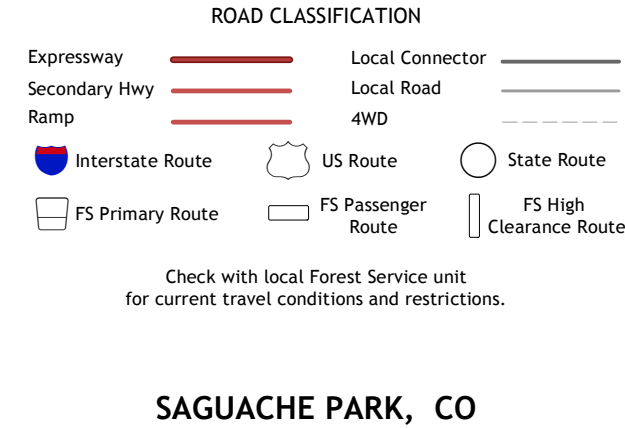 ROAD CLASSIFICATION
Expressway
Local Connector
Secondary Hwy
Local Road
Ramp
4WD
Interstate Route
US Route
State Route
FS Primary Route
FS Passenger
Route
FS High
Clearance Route
Check with local Forest Service unit
for current travel conditions and restrictions.
SAGUACHE PARK, CO